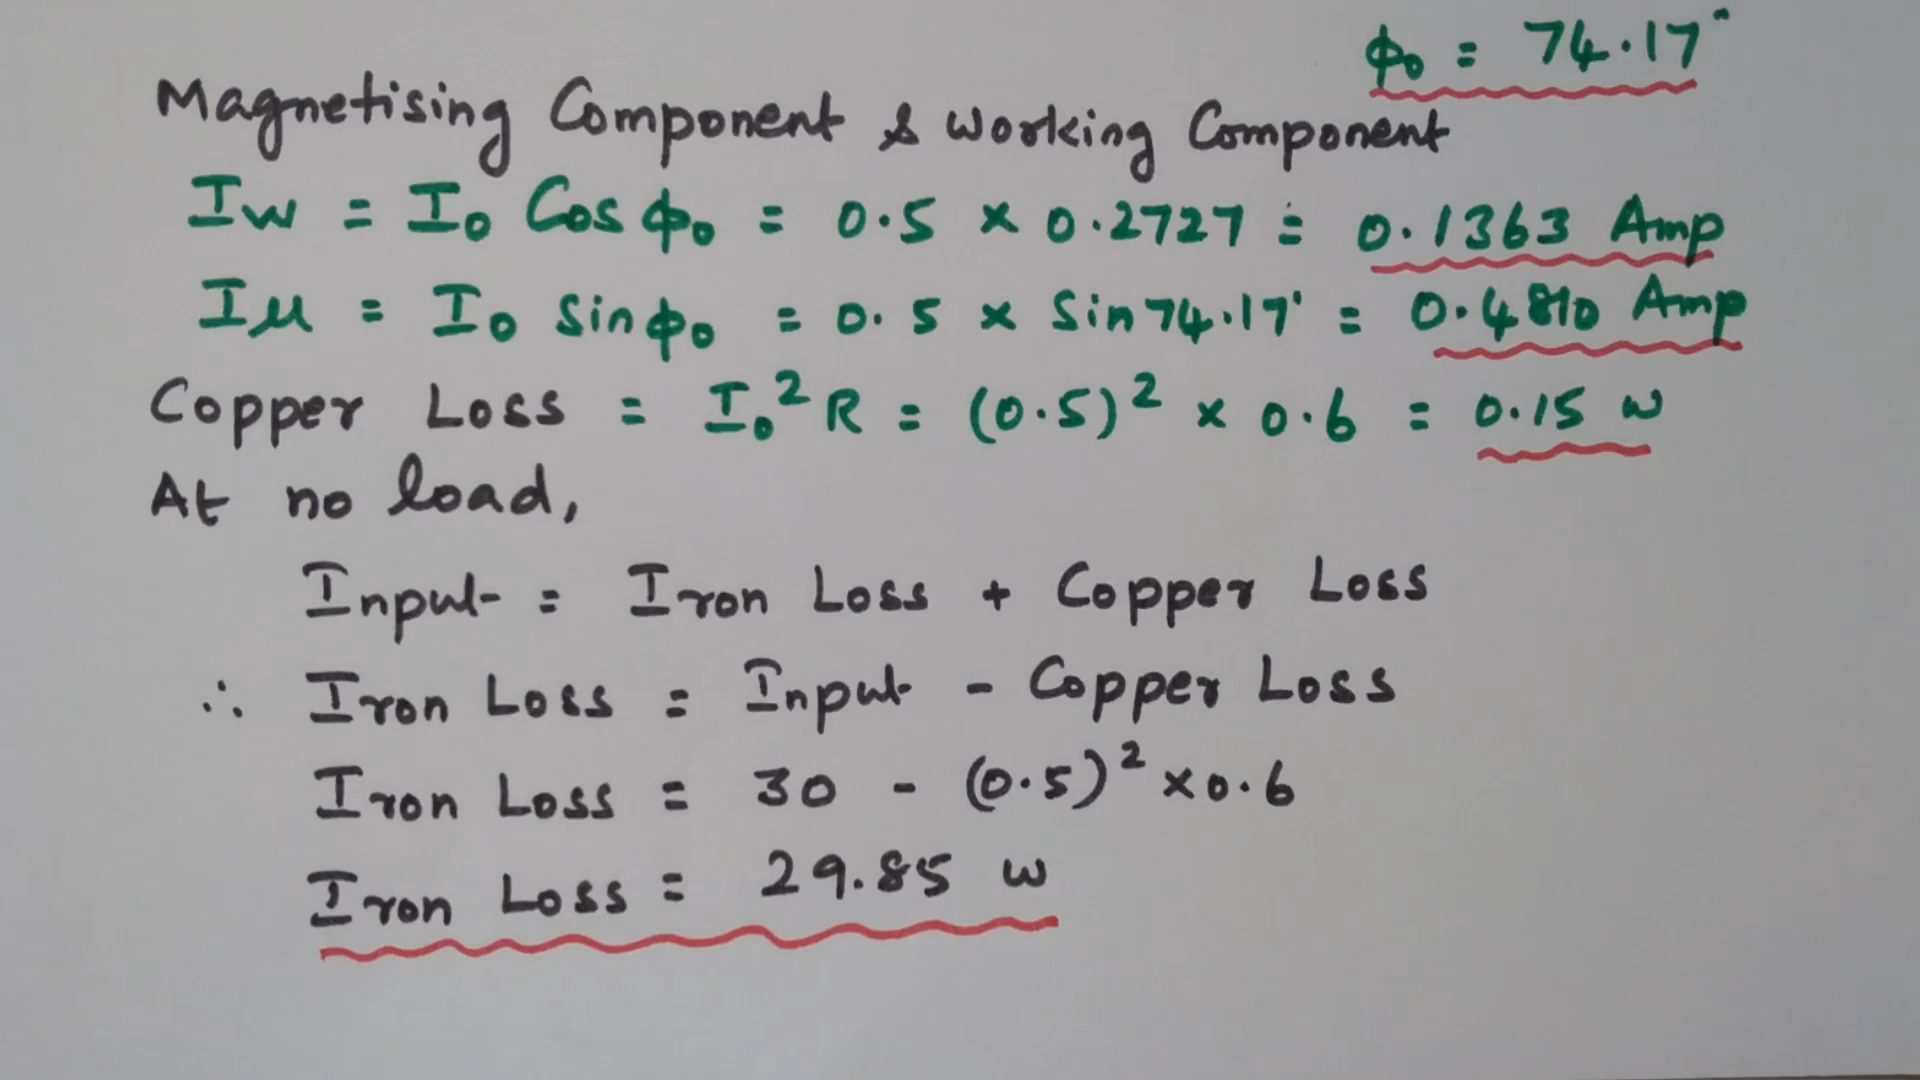 ϕ₀ = 74.17°
Magnetising Component & Working Component
Iw = I₀ Cos ϕ₀ = 0.5 × 0.2727 = 0.1363 Amp
Iμ = I₀ Sin ϕ₀ = 0.5 × Sin 74.17° = 0.4810 Amp
Copper Loss = I₀² R = (0.5)² × 0.6 = 0.15 W
At no load,
Input = Iron Loss + Copper Loss
∴ Iron Loss = Input - Copper Loss
Iron Loss = 30 - (0.5)² × 0.6
Iron Loss = 29.85 W